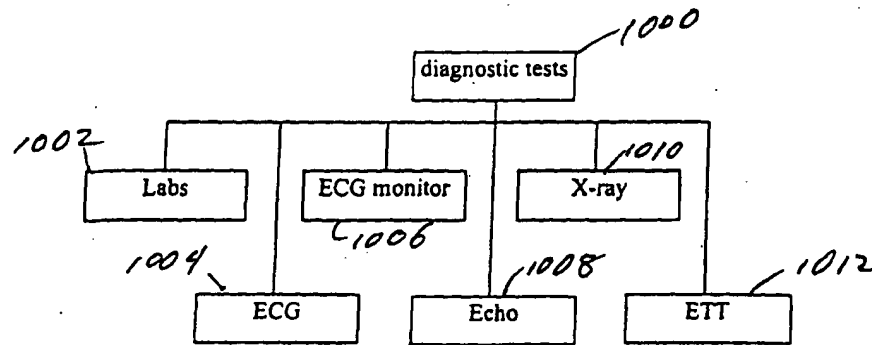 1000
diagnostic tests
1002
1010
Labs
ECG monitor
X-ray
1006
1004
1008
1012
ECG
Echo
ETT